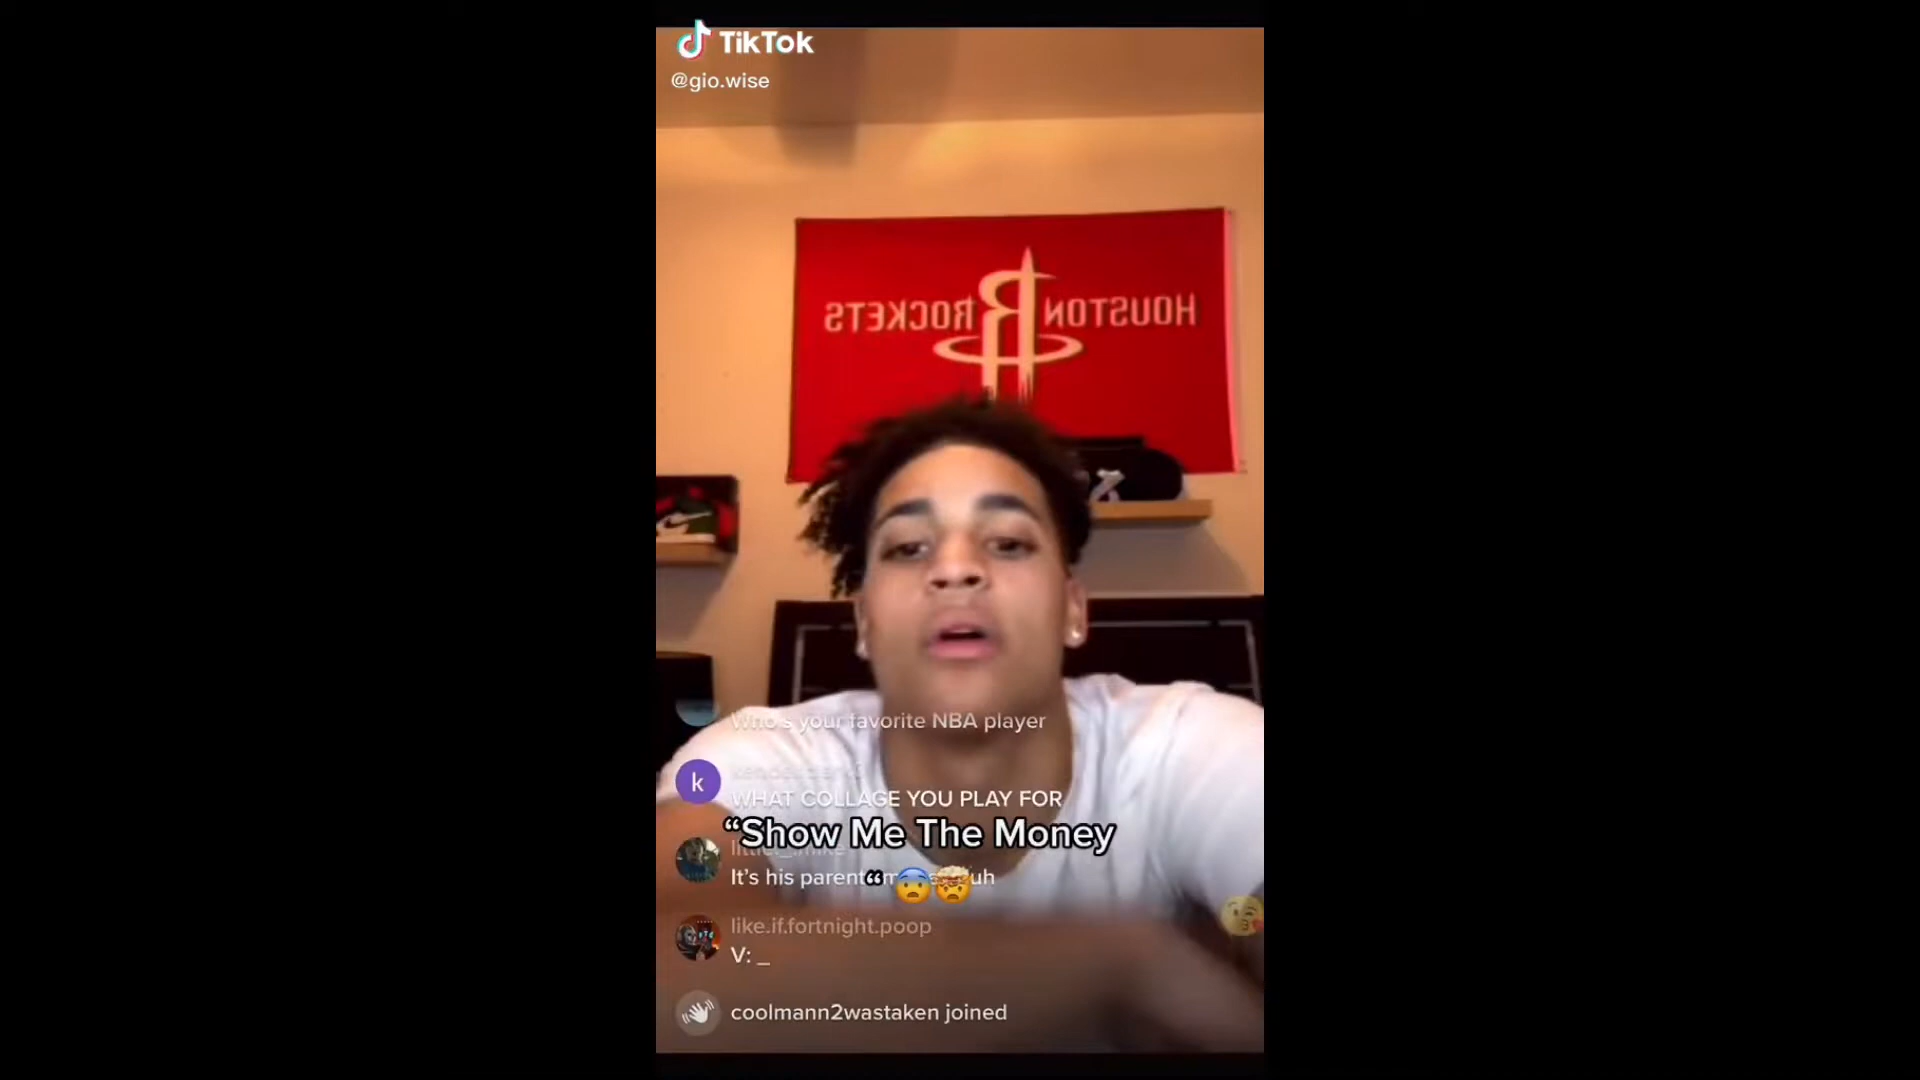 TikTok
@gio.wise
HOUSTON ROCKETS
Who's your favorite NBA player
WHAT COLLAGE YOU PLAY FOR
“Show Me The Money
It's his parent
uh
“
like.if.fortnight.poop
V: _
coolmann2wastaken joined
k